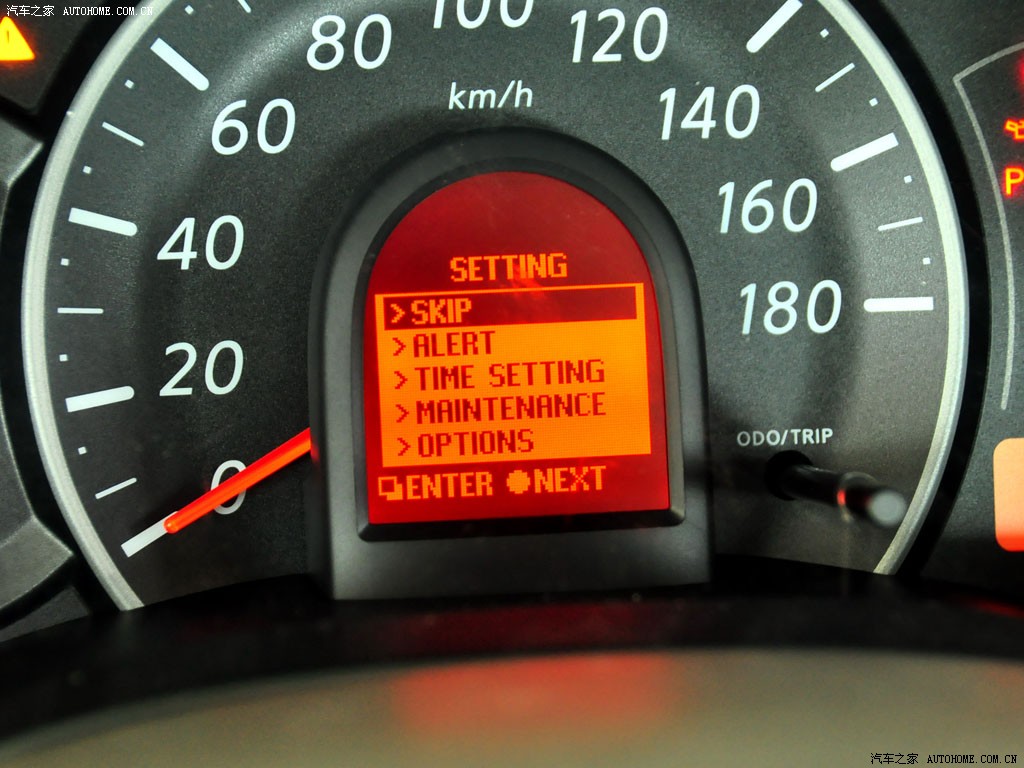 汽车之家 AUTOHOME.COM.CN
100
80
120
km/h
60
140
160
40
SETTING
>SKIP
180
>ALERT
20
>TIME SETTING
>MAINTENANCE
ODO/TRIP
>OPTIONS
0
ENTER NEXT
P
汽车之家 AUTOHOME.COM.CN